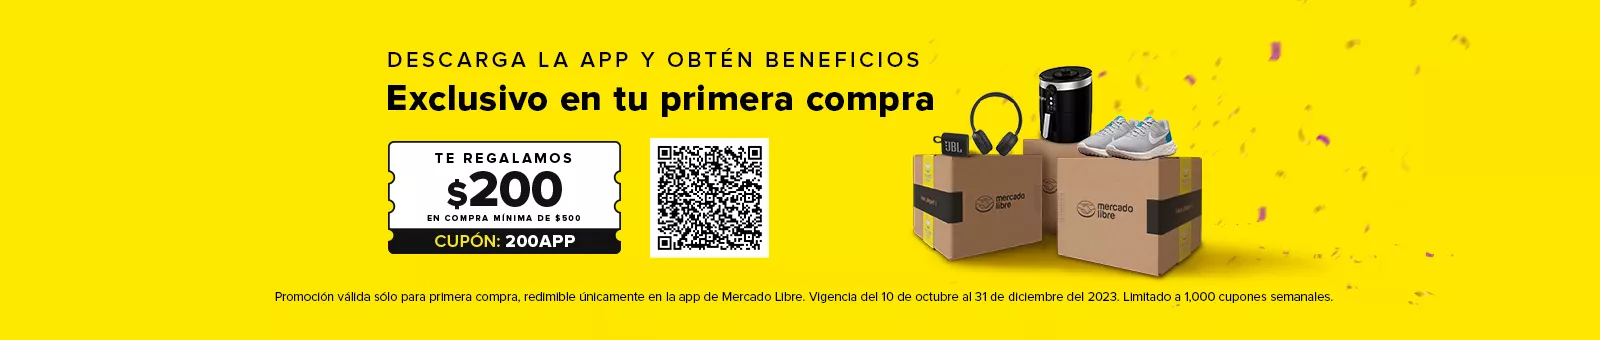 DESCARGA LA APP Y OBTÉN BENEFICIOS
Exclusivo en tu primera compra
TE REGALAMOS
$200
EN COMPRA MÍNIMA DE $500
CUPÓN: 200APP
JBL
mercado
libre
mercado
libre
Promoción válida sólo para primera compra, redimible únicamente en la app de Mercado Libre. Vigencia del 10 de octubre al 31 de diciembre del 2023. Limitado a 1,000 cupones semanales.